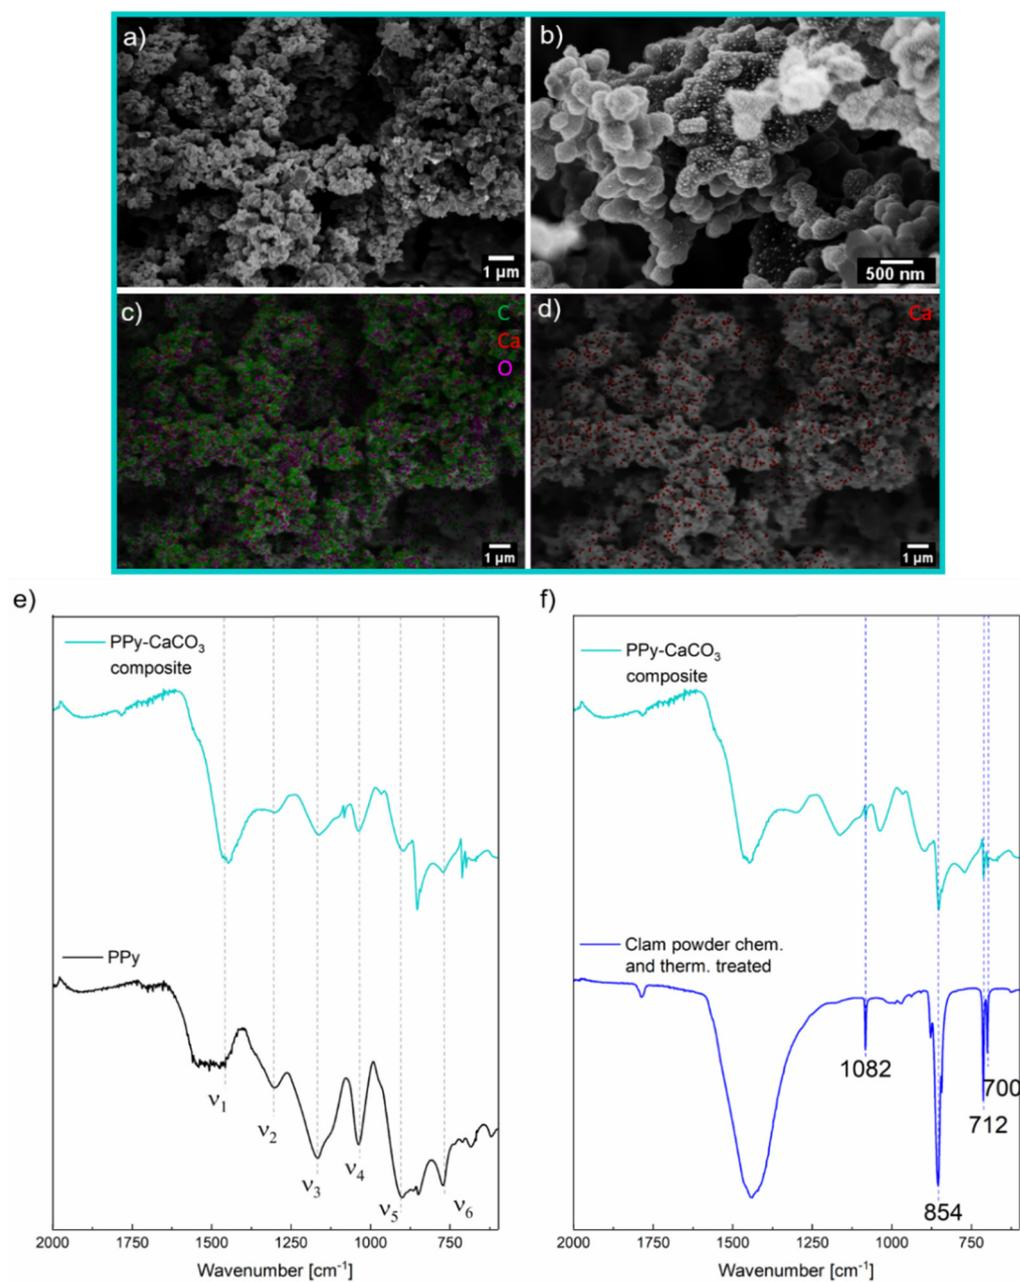 a)
1 µm
b)
500 nm
c)
C
Ca
O
1 µm
d)
Ca
1 µm
e)
PPy-CaCO₃
composite
PPy
ν₁
ν₂
ν₃
ν₄
ν₅
ν₆
2000 1750 1500 1250 1000 750
Wavenumber [cm⁻¹]
f)
PPy-CaCO₃
composite
Clam powder chem.
and therm. treated
1082
700
712
854
2000 1750 1500 1250 1000 750
Wavenumber [cm⁻¹]